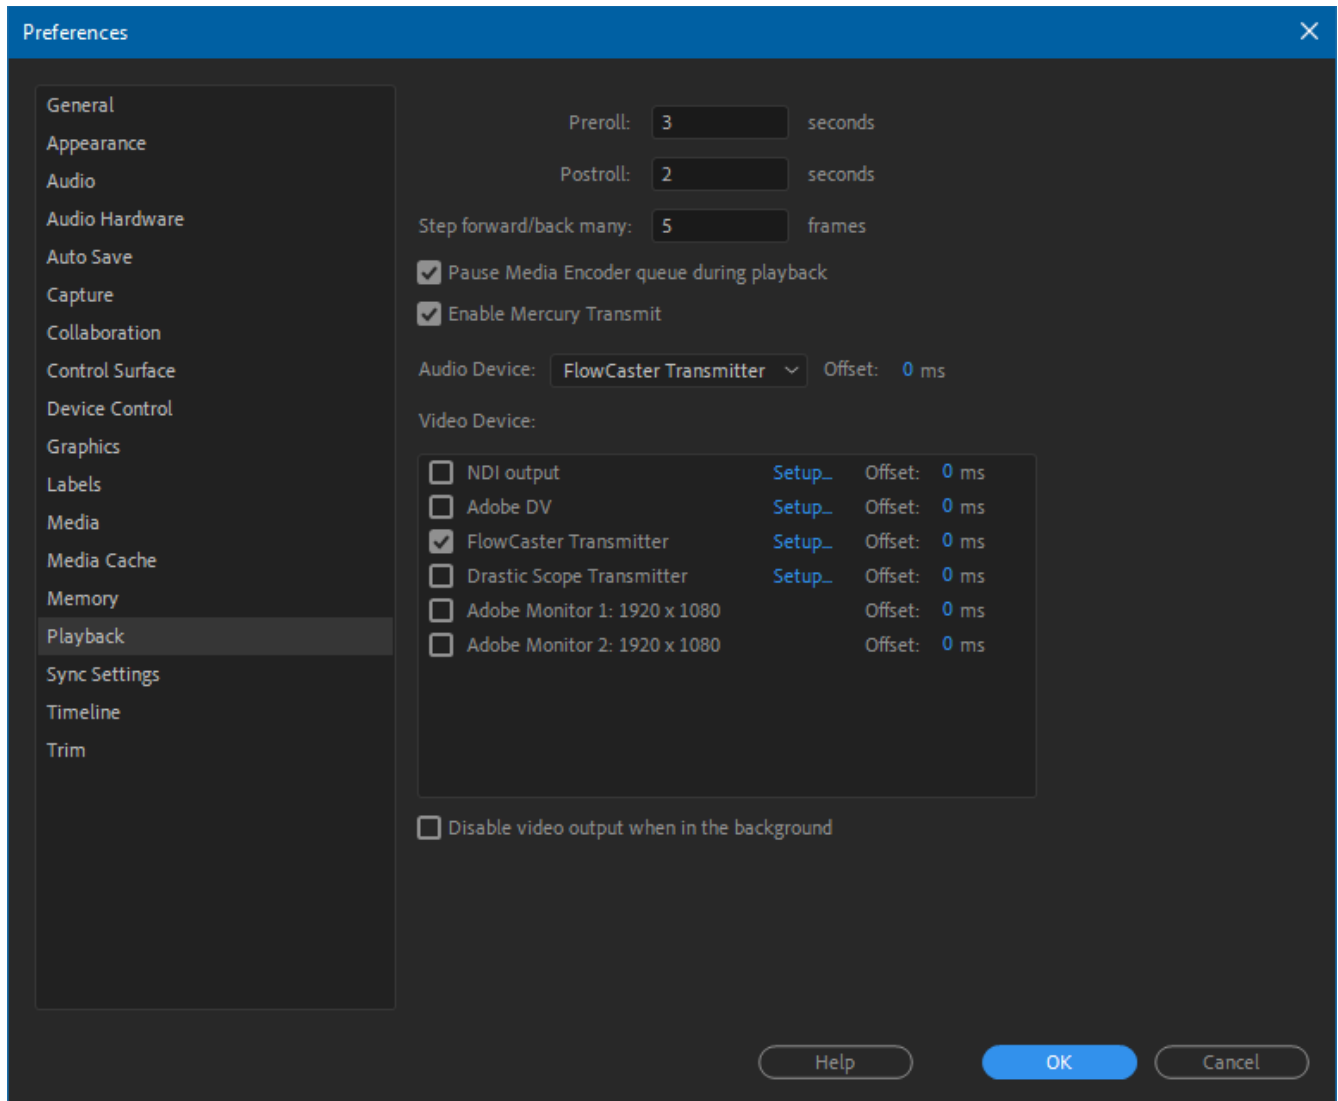 Preferences
General
Appearance
Audio
Audio Hardware
Auto Save
Capture
Collaboration
Control Surface
Device Control
Graphics
Labels
Media
Media Cache
Memory
Playback
Sync Settings
Timeline
Trim
Preroll: 3 seconds
Postroll: 2 seconds
Step forward/back many: 5 frames
Pause Media Encoder queue during playback
Enable Mercury Transmit
Audio Device: FlowCaster Transmitter Offset: 0 ms
Video Device:
NDI output Setup... Offset: 0 ms
Adobe DV Setup... Offset: 0 ms
FlowCaster Transmitter Setup... Offset: 0 ms
Drastic Scope Transmitter Setup... Offset: 0 ms
Adobe Monitor 1: 1920 x 1080 Offset: 0 ms
Adobe Monitor 2: 1920 x 1080 Offset: 0 ms
Disable video output when in the background
Help OK Cancel